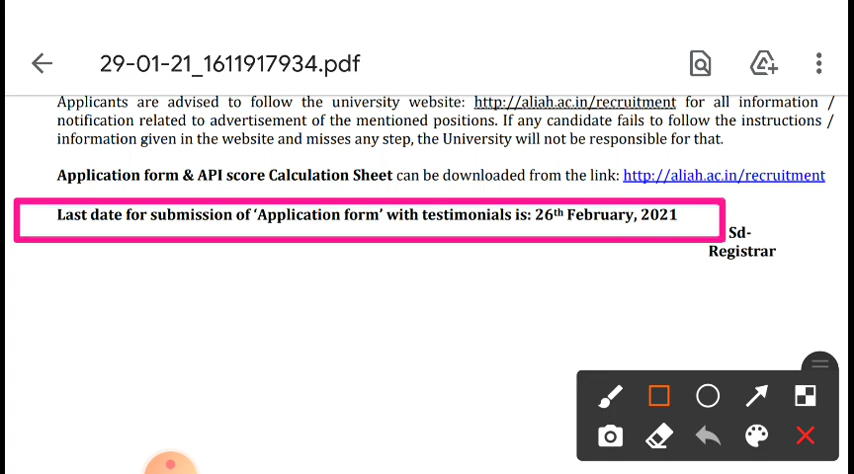 29-01-21_1611917934.pdf
Applicants are advised to follow the university website: http://aliah.ac.in/recruitment for all information /
notification related to advertisement of the mentioned positions. If any candidate fails to follow the instructions /
information given in the website and misses any step, the University will not be responsible for that.
Application form & API score Calculation Sheet can be downloaded from the link: http://aliah.ac.in/recruitment
Last date for submission of ‘Application form’ with testimonials is: 26th February, 2021
Sd-
Registrar